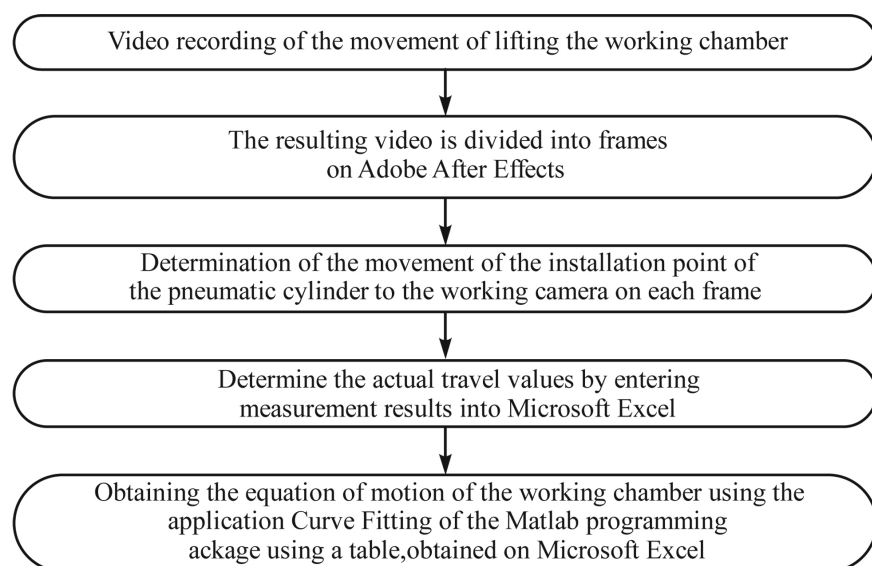 Video recording of the movement of lifting the working chamber
The resulting video is divided into frames
on Adobe After Effects
Determination of the movement of the installation point of
the pneumatic cylinder to the working camera on each frame
Determine the actual travel values by entering
measurement results into Microsoft Excel
Obtaining the equation of motion of the working chamber using the
application Curve Fitting of the Matlab programming
ackage using a table,obtained on Microsoft Excel